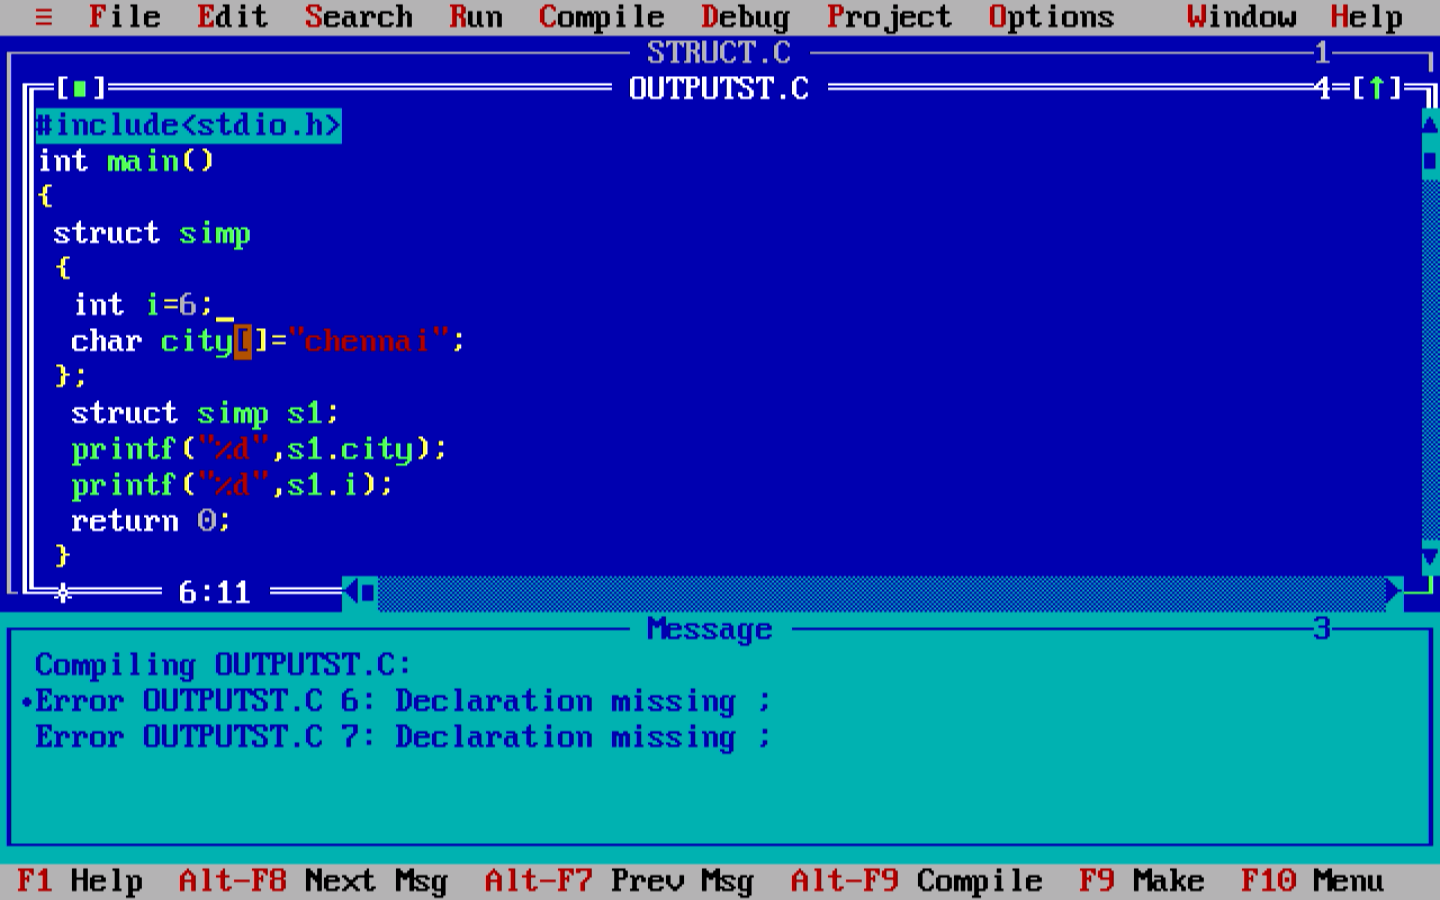 ≡ File Edit Search Run Compile Debug Project Options Window Help
STRUCT.C 1
[■] OUTPUTST.C 4=[↑]
#include<stdio.h>
int main()
{
struct simp
{
int i=6;_
char city[]="chennai";
};
struct simp s1;
printf("%d",s1.city);
printf("%d",s1.i);
return 0;
}
6:11
Message 3
Compiling OUTPUTST.C:
•Error OUTPUTST.C 6: Declaration missing ;
Error OUTPUTST.C 7: Declaration missing ;
F1 Help Alt-F8 Next Msg Alt-F7 Prev Msg Alt-F9 Compile F9 Make F10 Menu